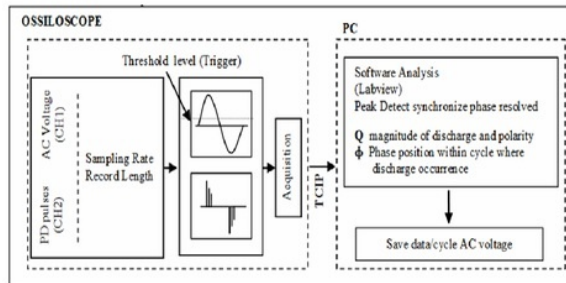 OSSILOSCOPE
AC Voltage
(CH1)
PD pulses
(CH2)
Sampling Rate
Record Length
Threshold level (Trigger)
Acquisition
TCIP
PC
Software Analysis
(Labview)
Peak Detect synchronize phase resolved
Q magnitude of discharge and polarity
ϕ Phase position within cycle where
discharge occurrence
Save data/cycle AC voltage